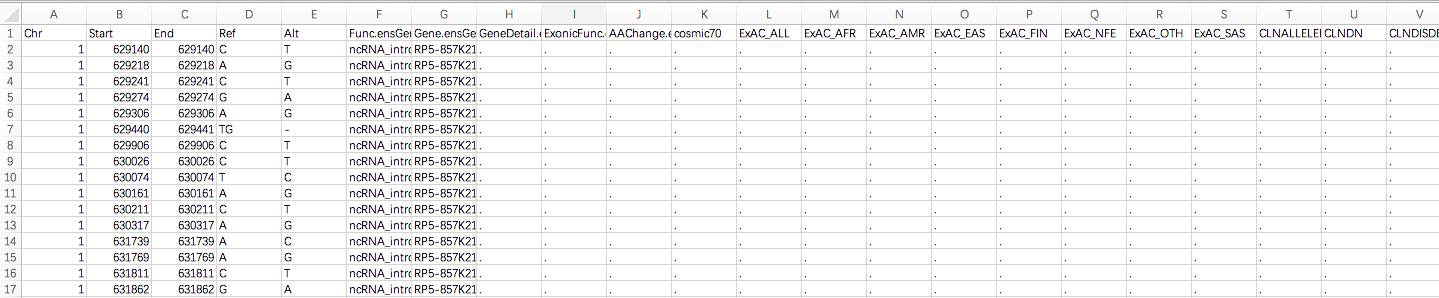 A B C D E F G H I J K L M N O P Q R S T U V
1 Chr Start End Ref Alt Func.ensGe Gene.ensGe GeneDetail.e ExonicFunc. AAChange.e cosmic70 ExAC_ALL ExAC_AFR ExAC_AMR ExAC_EAS ExAC_FIN ExAC_NFE ExAC_OTH ExAC_SAS CLNALLELEI CLNDN CLNDISDE
2 1 629140 629140 C T ncRNA_intro RP5-857K21 . . . . . . . . . . . . . . .
3 1 629218 629218 A G ncRNA_intro RP5-857K21 . . . . . . . . . . . . . . .
4 1 629241 629241 C T ncRNA_intro RP5-857K21 . . . . . . . . . . . . . . .
5 1 629274 629274 G A ncRNA_intro RP5-857K21 . . . . . . . . . . . . . . .
6 1 629306 629306 A G ncRNA_intro RP5-857K21 . . . . . . . . . . . . . . .
7 1 629440 629441 TG - ncRNA_intro RP5-857K21 . . . . . . . . . . . . . . .
8 1 629906 629906 C T ncRNA_intro RP5-857K21 . . . . . . . . . . . . . . .
9 1 630026 630026 C T ncRNA_intro RP5-857K21 . . . . . . . . . . . . . . .
10 1 630074 630074 T C ncRNA_intro RP5-857K21 . . . . . . . . . . . . . . .
11 1 630161 630161 A G ncRNA_intro RP5-857K21 . . . . . . . . . . . . . . .
12 1 630211 630211 C T ncRNA_intro RP5-857K21 . . . . . . . . . . . . . . .
13 1 630317 630317 A G ncRNA_intro RP5-857K21 . . . . . . . . . . . . . . .
14 1 631739 631739 A C ncRNA_intro RP5-857K21 . . . . . . . . . . . . . . .
15 1 631769 631769 A G ncRNA_intro RP5-857K21 . . . . . . . . . . . . . . .
16 1 631811 631811 C T ncRNA_intro RP5-857K21 . . . . . . . . . . . . . . .
17 1 631862 631862 G A ncRNA_intro RP5-857K21 . . . . . . . . . . . . . . .